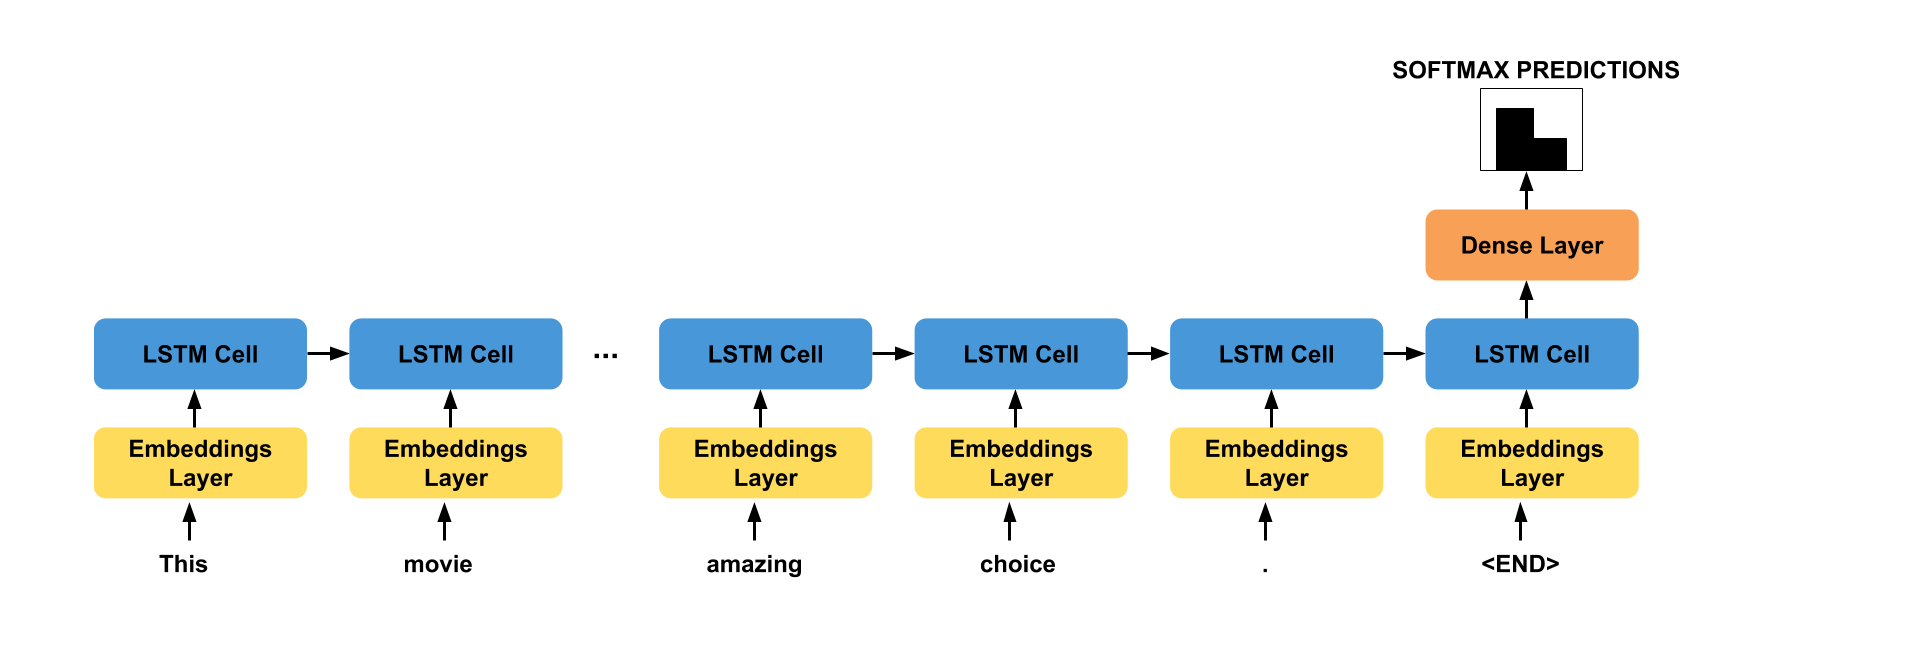 SOFTMAX PREDICTIONS
Dense Layer
LSTM Cell
LSTM Cell
...
LSTM Cell
LSTM Cell
LSTM Cell
LSTM Cell
Embeddings
Layer
Embeddings
Layer
Embeddings
Layer
Embeddings
Layer
Embeddings
Layer
Embeddings
Layer
This
movie
amazing
choice
.
<END>